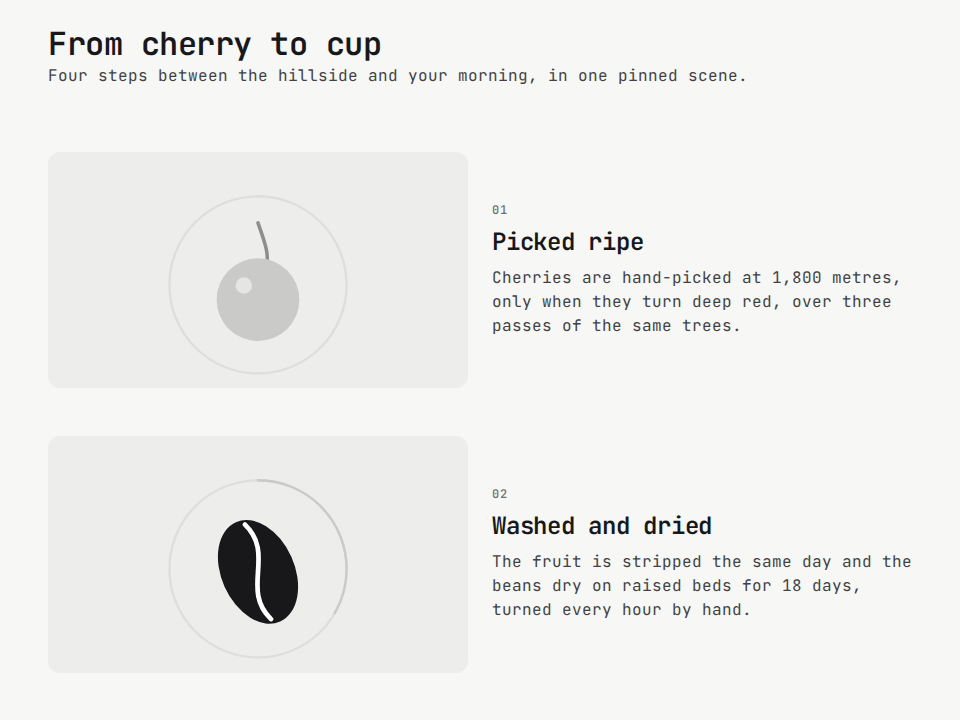 From cherry to cup
Four steps between the hillside and your morning, in one pinned scene.
01
Picked ripe
Cherries are hand-picked at 1,800 metres,
only when they turn deep red, over three
passes of the same trees.
02
Washed and dried
The fruit is stripped the same day and the
beans dry on raised beds for 18 days,
turned every hour by hand.